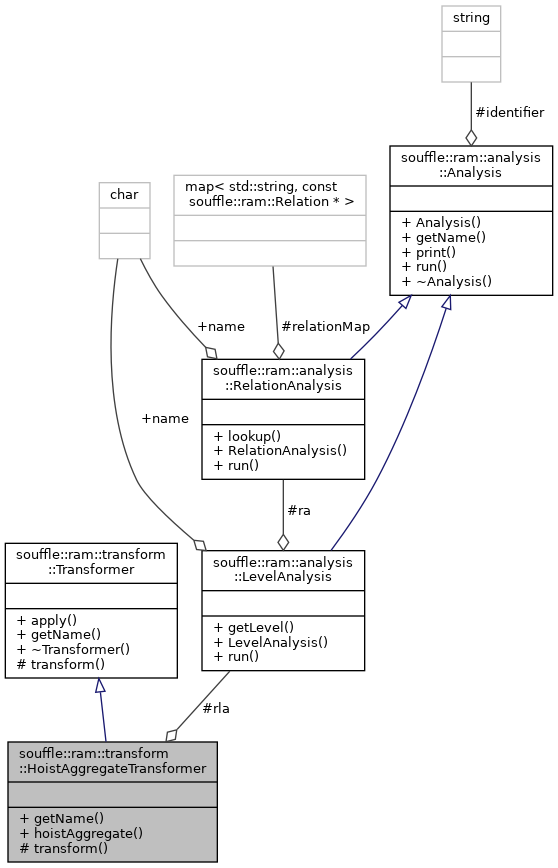 string
#identifier
souffle::ram::analysis
::Analysis
+ Analysis()
+ getName()
+ print()
+ run()
+ ~Analysis()
char
map< std::string, const
souffle::ram::Relation * >
+name
#relationMap
souffle::ram::analysis
::RelationAnalysis
+ lookup()
+ RelationAnalysis()
+ run()
+name
#ra
souffle::ram::transform
::Transformer
+ apply()
+ getName()
+ ~Transformer()
# transform()
souffle::ram::analysis
::LevelAnalysis
+ getLevel()
+ LevelAnalysis()
+ run()
#rla
souffle::ram::transform
::HoistAggregateTransformer
+ getName()
+ hoistAggregate()
# transform()